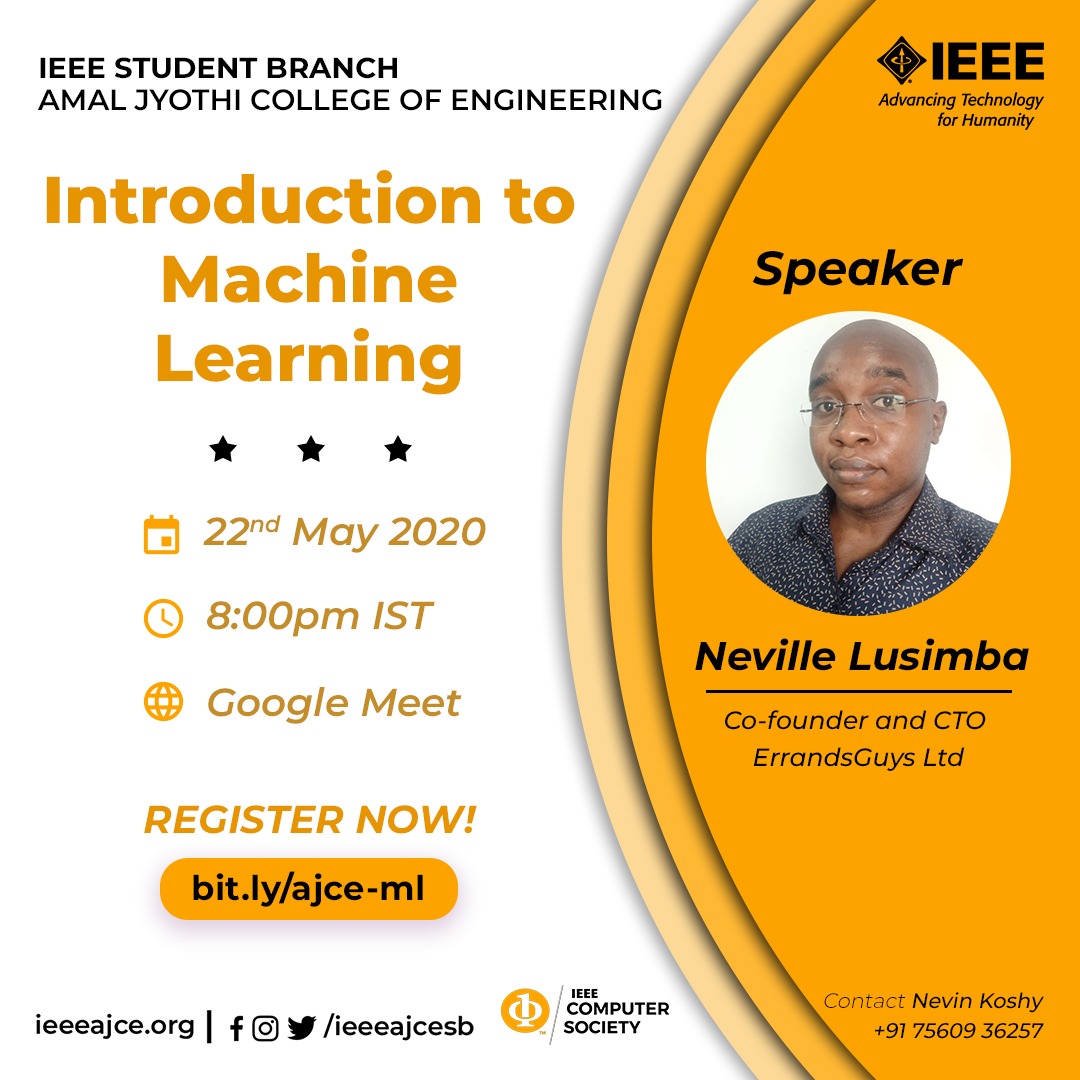 IEEE STUDENT BRANCH
AMAL JYOTHI COLLEGE OF ENGINEERING
IEEE
Advancing Technology
for Humanity
Introduction to
Machine
Learning
22nd May 2020
8:00pm IST
Google Meet
REGISTER NOW!
bit.ly/ajce-ml
Speaker
Neville Lusimba
Co-founder and CTO
ErrandsGuys Ltd
ieeeajce.org | /ieeeajcesb
IEEE
COMPUTER
SOCIETY
Contact Nevin Koshy
+91 75609 36257